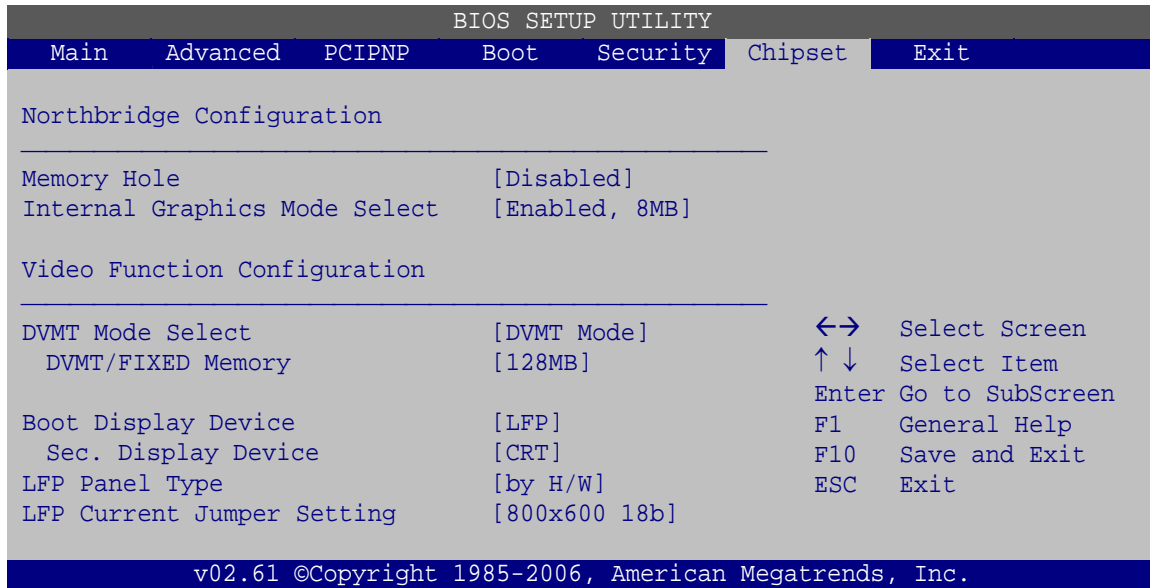 BIOS SETUP UTILITY
Main Advanced PCIPNP Boot Security Chipset Exit
Northbridge Configuration
Memory Hole [Disabled]
Internal Graphics Mode Select [Enabled, 8MB]
Video Function Configuration
DVMT Mode Select [DVMT Mode]
DVMT/FIXED Memory [128MB]
Boot Display Device [LFP]
Sec. Display Device [CRT]
LFP Panel Type [by H/W]
LFP Current Jumper Setting [800x600 18b]
←→ Select Screen
↑↓ Select Item
Enter Go to SubScreen
F1 General Help
F10 Save and Exit
ESC Exit
v02.61 ©Copyright 1985-2006, American Megatrends, Inc.